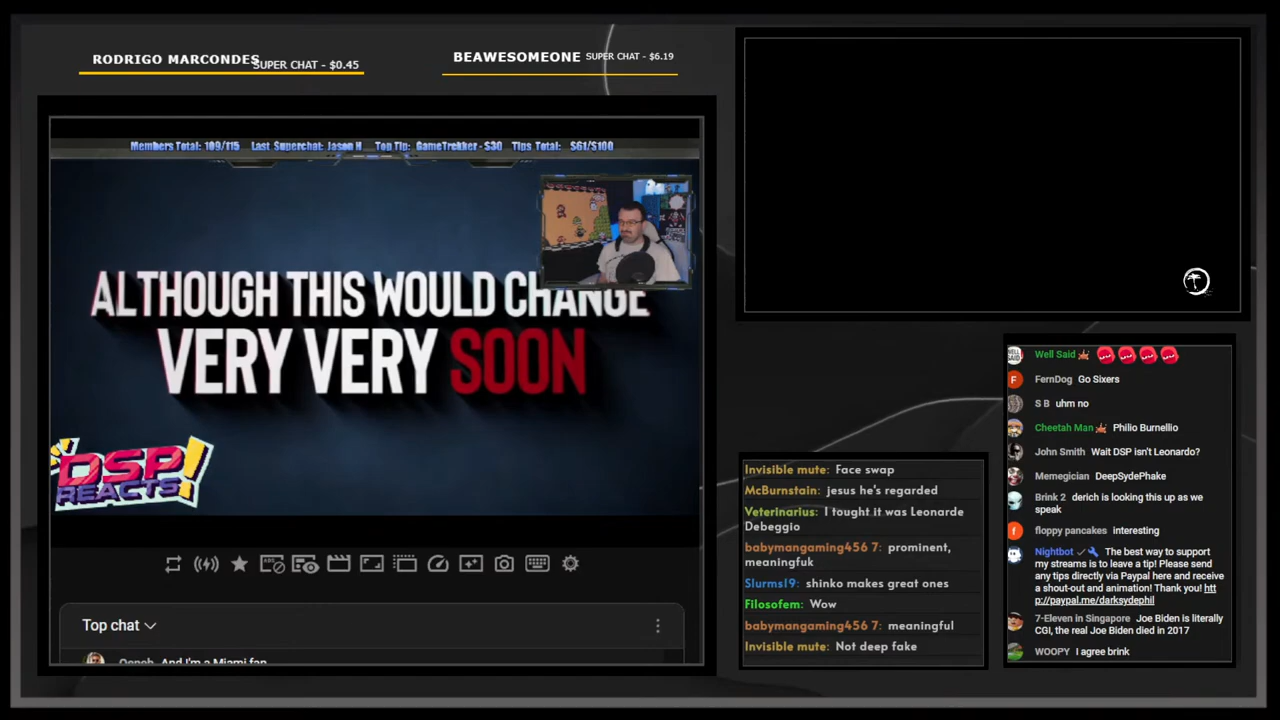 RODRIGO MARCONDES SUPER CHAT - $0.45
BEAWESOMEONE SUPER CHAT - $6.19
Members Total: 109/115 Last Superchat: Jason H Top Tip: GameTrekker - $30 Tips Total: $61/$100
ALTHOUGH THIS WOULD CHANGE
VERY VERY SOON
DSP
REACTS!
Top chat
Oench And I'm a Miami fan
Invisible mute: Face swap
McBurnstain: jesus he's regarded
Veterinarius: I tought it was Leonarde
Debeggio
babymangaming456 7: prominent,
meaningfuk
Slurms19: shinko makes great ones
Filosofem: Wow
babymangaming456 7: meaningful
Invisible mute: Not deep fake
WELL
SAID
Well Said
F
FernDog Go Sixers
S B uhm no
Cheetah Man Philio Burnellio
John Smith Wait DSP isn't Leonardo?
Memegician DeepSydePhake
Brink 2 derich is looking this up as we
speak
f
floppy pancakes interesting
Nightbot The best way to support
my streams is to leave a tip! Please send
any tips directly via Paypal here and receive
a shout-out and animation! Thank you! htt
p://paypal.me/darksydephil
7-Eleven in Singapore Joe Biden is literally
CGI, the real Joe Biden died in 2017
WOOPY I agree brink